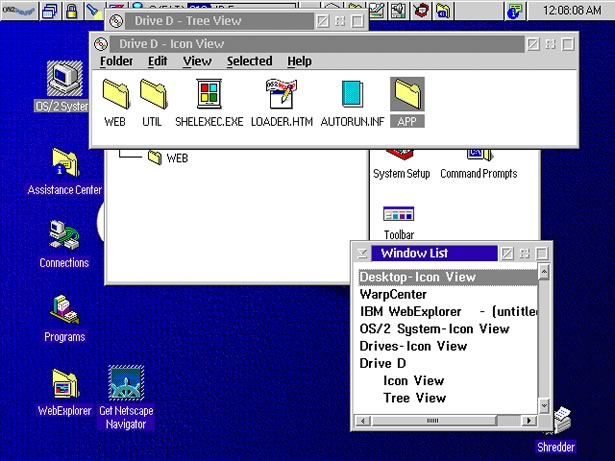 OS/2
Drive D - Tree View
12:08:08 AM
Drive D - Icon View
Folder Edit View Selected Help
WEB UTIL SHELEXEC.EXE LOADER.HTM AUTORUN.INF APP
OS/2 System
WEB
System Setup Command Prompts
Toolbar
Assistance Center
Connections
Programs
WebExplorer
Get Netscape
Navigator
Window List
Desktop-Icon View
WarpCenter
IBM WebExplorer - (untitle
OS/2 System-Icon View
Drives-Icon View
Drive D
Icon View
Tree View
Shredder